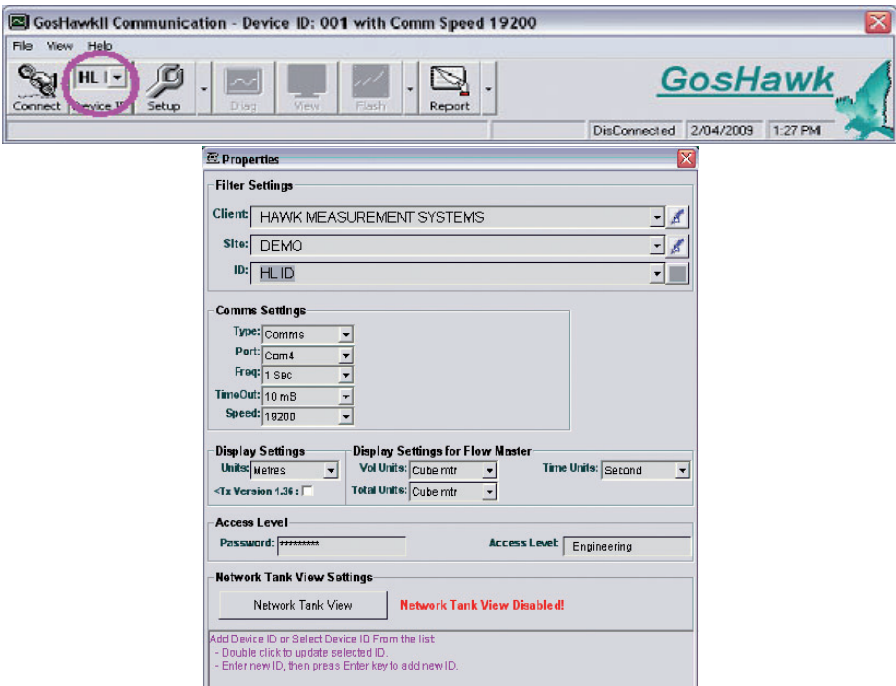 GosHawkII Communication - Device ID: 001 with Comm Speed 19200
File View Help
HL I
Connect Device ID Setup Diag View Flash Report
GosHawk
DisConnected 2/04/2009 1:27 PM
Properties
Filter Settings
Client: HAWK MEASUREMENT SYSTEMS
Site: DEMO
ID: HL ID
Comms Settings
Type: Comms
Port: Com4
Freq: 1 Sec
TimeOut: 10 mS
Speed: 19200
Display Settings
Units: Metres
<Tx Version 1.36 :
Display Settings for Flow Master
Vol Units: Cube mtr
Time Units: Second
Total Units: Cube mtr
Access Level
Password: *********
Access Level: Engineering
Network Tank View Settings
Network Tank View
Network Tank View Disabled!
Add Device ID or Select Device ID From the list
- Double click to update selected ID.
- Enter new ID, then press Enter key to add new ID.